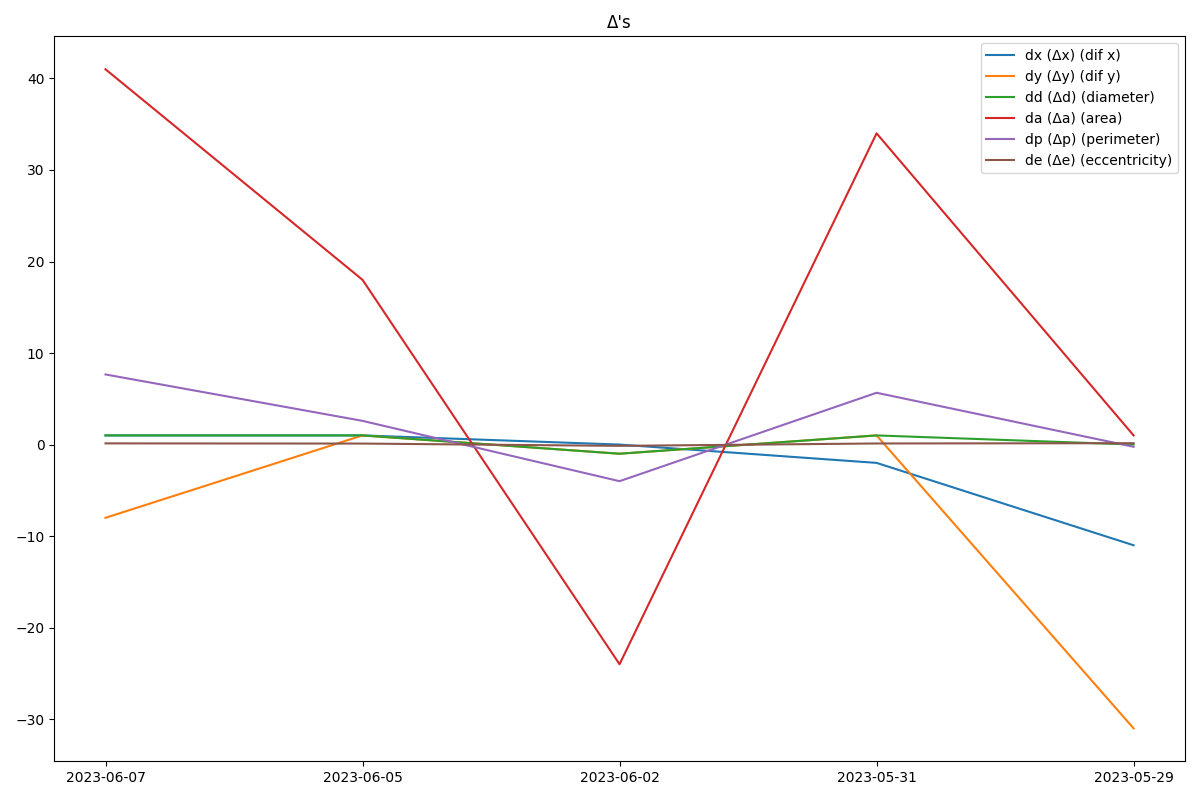 Δ's
dx (Δx) (dif x)
dy (Δy) (dif y)
dd (Δd) (diameter)
da (Δa) (area)
dp (Δp) (perimeter)
de (Δe) (eccentricity)
40
30
20
10
0
−10
−20
−30
2023-06-07 2023-06-05 2023-06-02 2023-05-31 2023-05-29